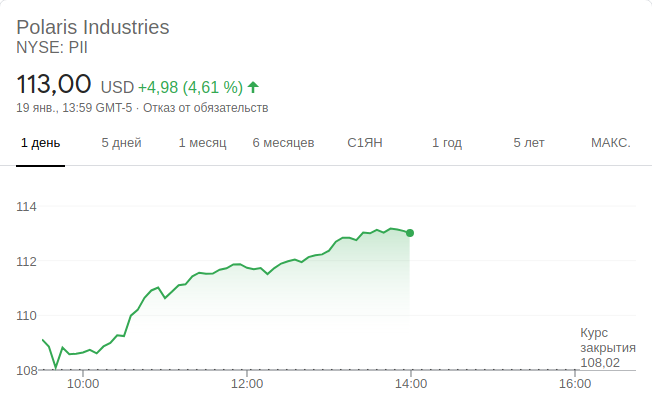 Polaris Industries
NYSE: PII
113,00 USD +4,98 (4,61 %)
19 янв., 13:59 GMT-5 · Отказ от обязательств
1 день 5 дней 1 месяц 6 месяцев С1ЯН 1 год 5 лет МАКС.
114
112
110
108
Курс
закрытия
108,02
10:00 12:00 14:00 16:00